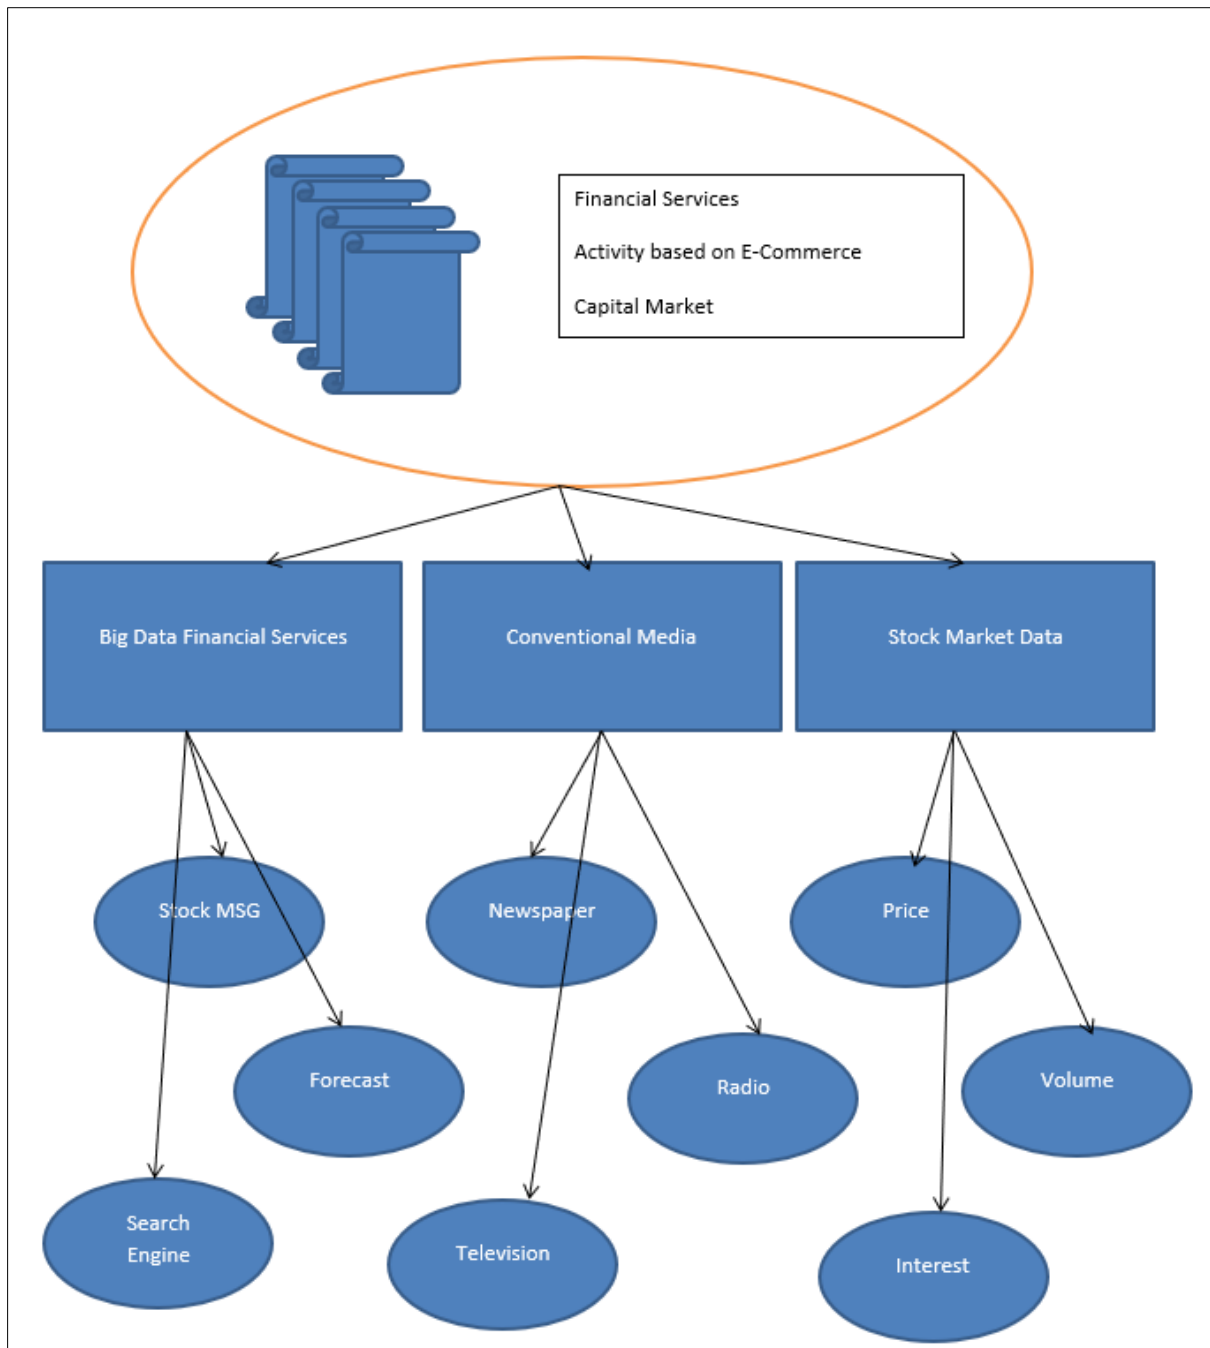 Financial Services
Activity based on E-Commerce
Capital Market
Big Data Financial Services
Conventional Media
Stock Market Data
Stock MSG
Newspaper
Price
Forecast
Radio
Volume
Search
Engine
Television
Interest